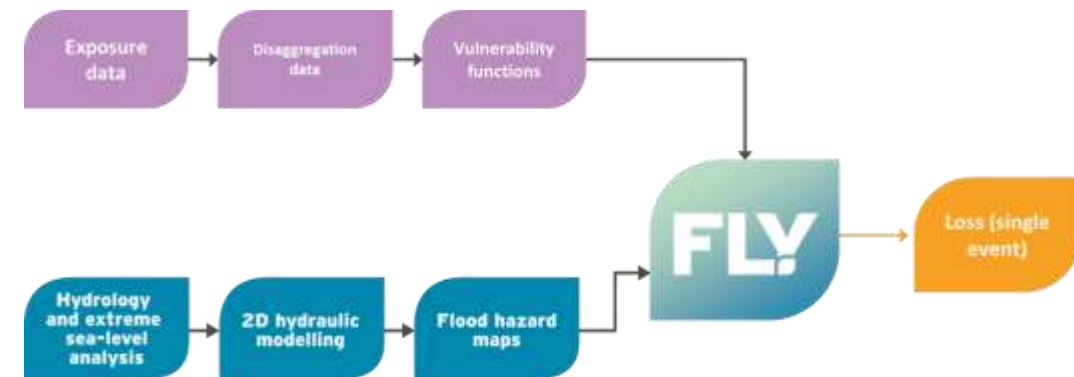 Exposure
data
Disaggregation
data
Vulnerability
functions
FLY
Loss (single
event)
Hydrology
and extreme
sea-level
analysis
2D hydraulic
modelling
Flood hazard
maps